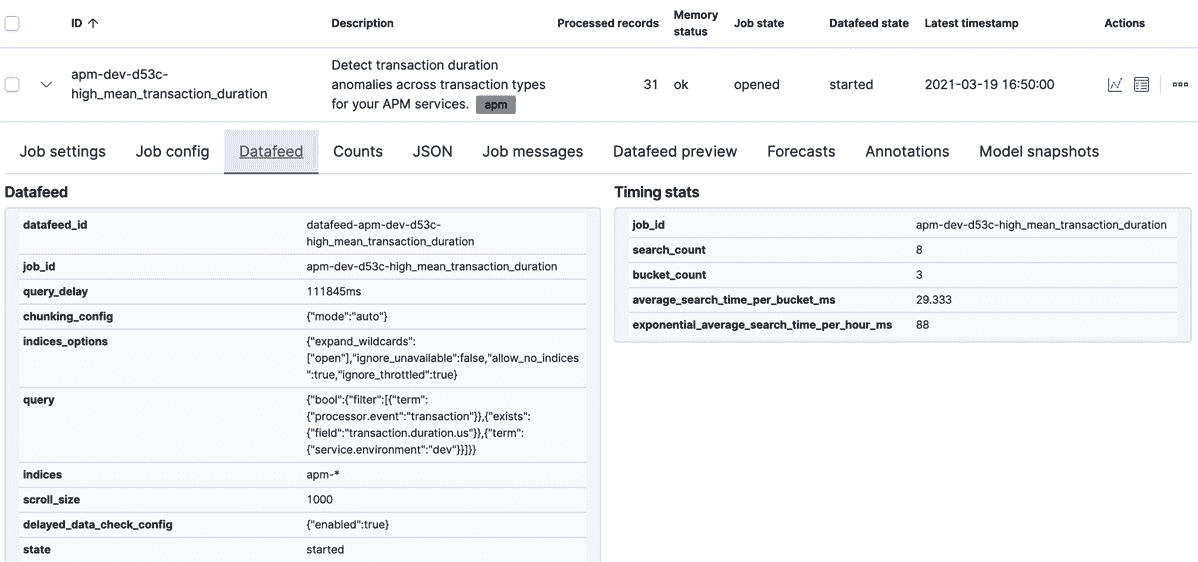 ID ↑ Description Processed records Memory status Job state Datafeed state Latest timestamp Actions
apm-dev-d53c-
high_mean_transaction_duration
Detect transaction duration
anomalies across transaction types
for your APM services. apm
31 ok opened started 2021-03-19 16:50:00
Job settings Job config Datafeed Counts JSON Job messages Datafeed preview Forecasts Annotations Model snapshots
Datafeed
datafeed_id datafeed-apm-dev-d53c-
high_mean_transaction_duration
job_id apm-dev-d53c-high_mean_transaction_duration
query_delay 111845ms
chunking_config {"mode":"auto"}
indices_options {"expand_wildcards":
["open"],"ignore_unavailable":false,"allow_no_indices
":true,"ignore_throttled":true}
query {"bool":{"filter":[{"term":
{"processor.event":"transaction"}},{"exists":
{"field":"transaction.duration.us"}},{"term":
{"service.environment":"dev"}}]}}
indices apm-*
scroll_size 1000
delayed_data_check_config {"enabled":true}
state started
Timing stats
job_id apm-dev-d53c-high_mean_transaction_duration
search_count 8
bucket_count 3
average_search_time_per_bucket_ms 29.333
exponential_average_search_time_per_hour_ms 88